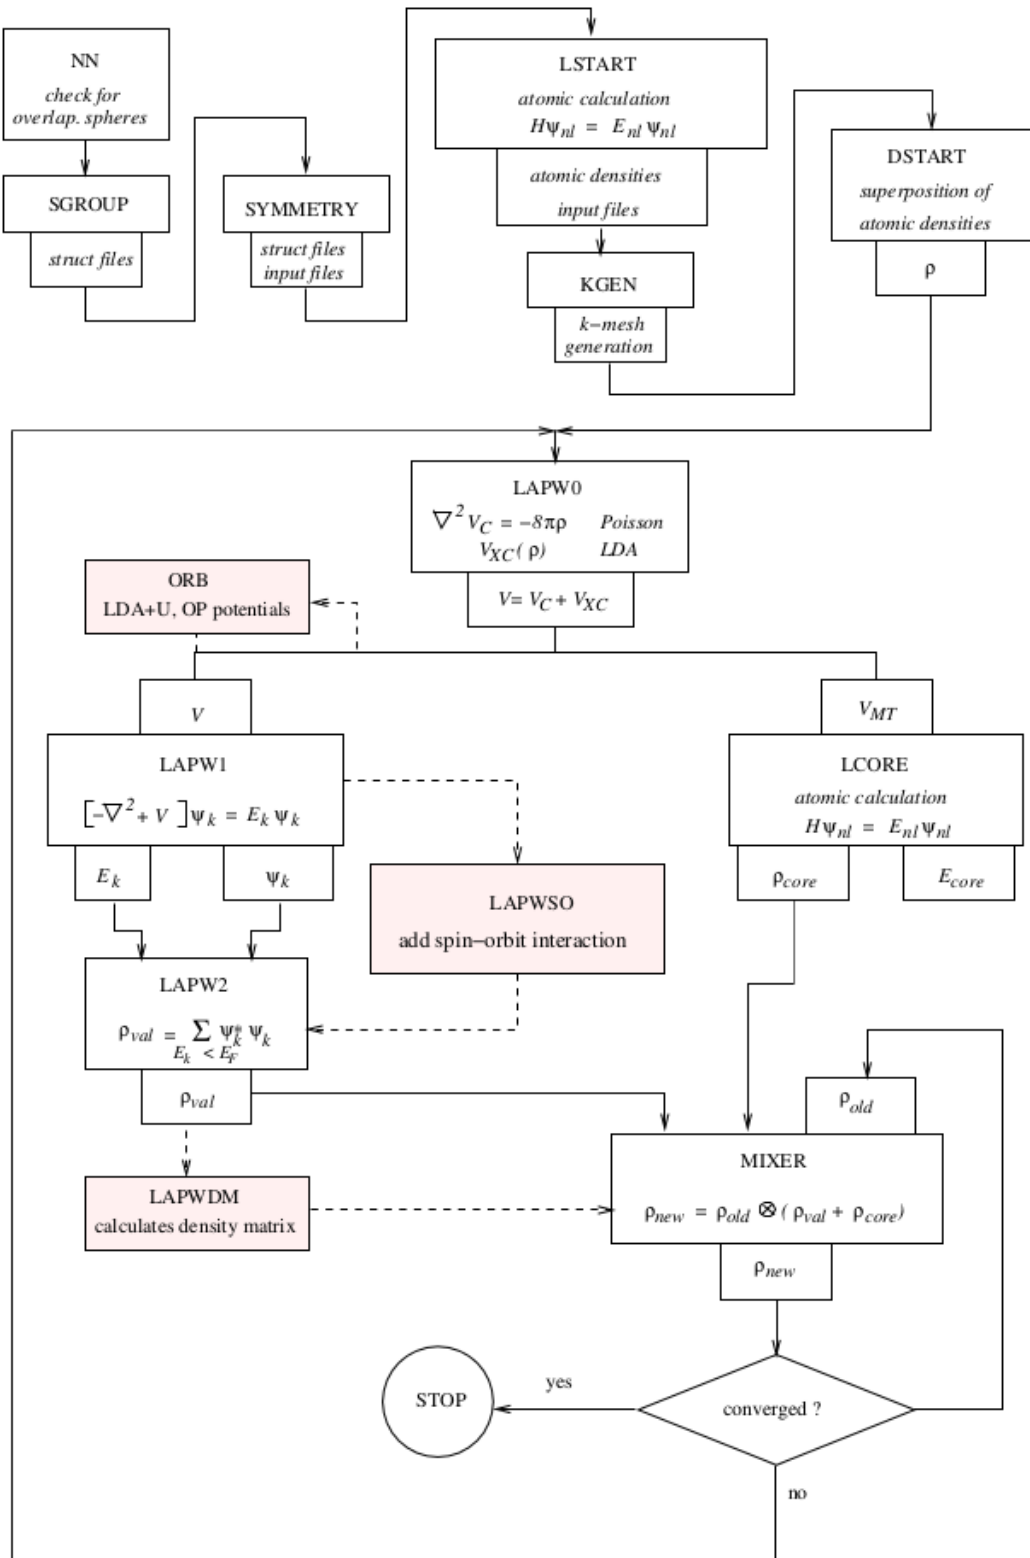 NN
check for
overlap. spheres
SGROUP
struct files
SYMMETRY
struct files
input files
LSTART
atomic calculation
Hψnl = Enl ψnl
atomic densities
input files
KGEN
k−mesh
generation
DSTART
superposition of
atomic densities
ρ
LAPW0
∇²VC = −8πρ Poisson
VXC(ρ) LDA
V= VC + VXC
ORB
LDA+U, OP potentials
V
VMT
LAPW1
[−∇²+ V ]ψk = Ek ψk
Ek
ψk
LCORE
atomic calculation
Hψnl = Enl ψnl
ρcore
Ecore
LAPWSO
add spin−orbit interaction
LAPW2
ρval = Σ ψk* ψk
Ek < EF
ρval
ρold
LAPWDM
calculates density matrix
MIXER
ρnew = ρold ⊗ (ρval + ρcore)
ρnew
STOP
yes
converged ?
no